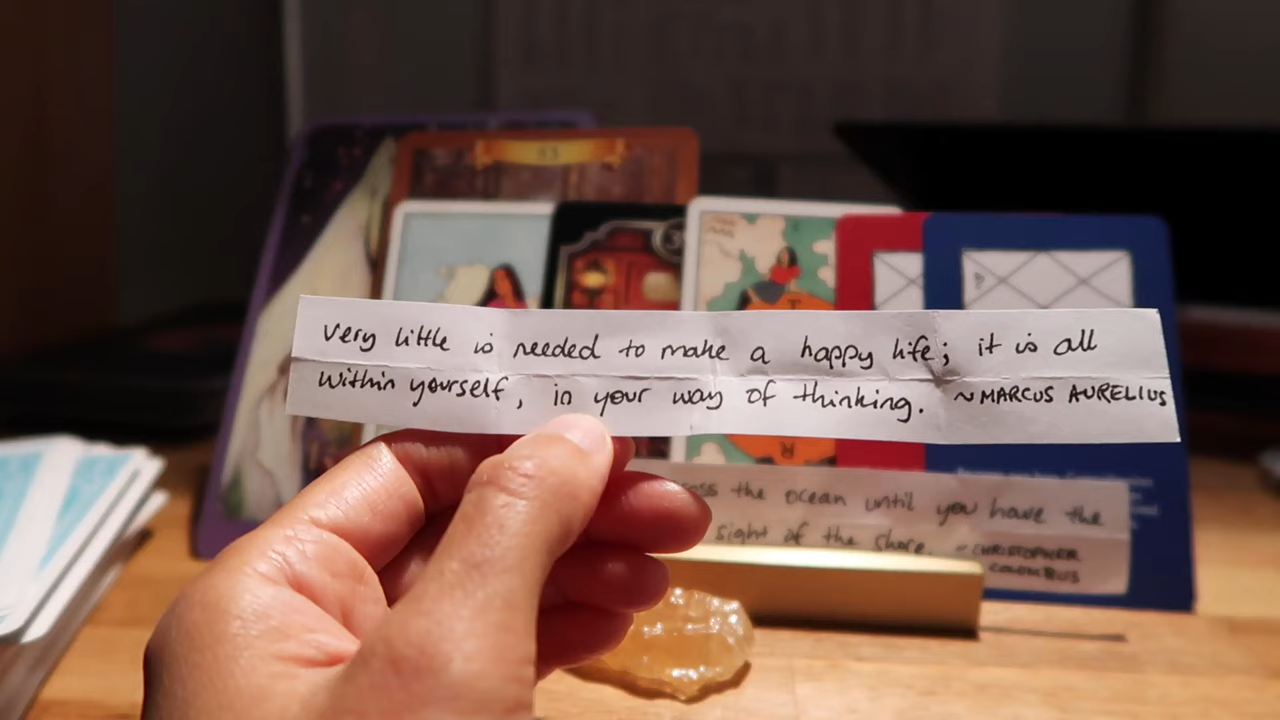 very little is needed to make a happy life; it is all
within yourself, in your way of thinking. ~MARCUS AURELIUS
the ocean until you have the
sight of the shore. ~CHRISTOPHER
COLOMBUS